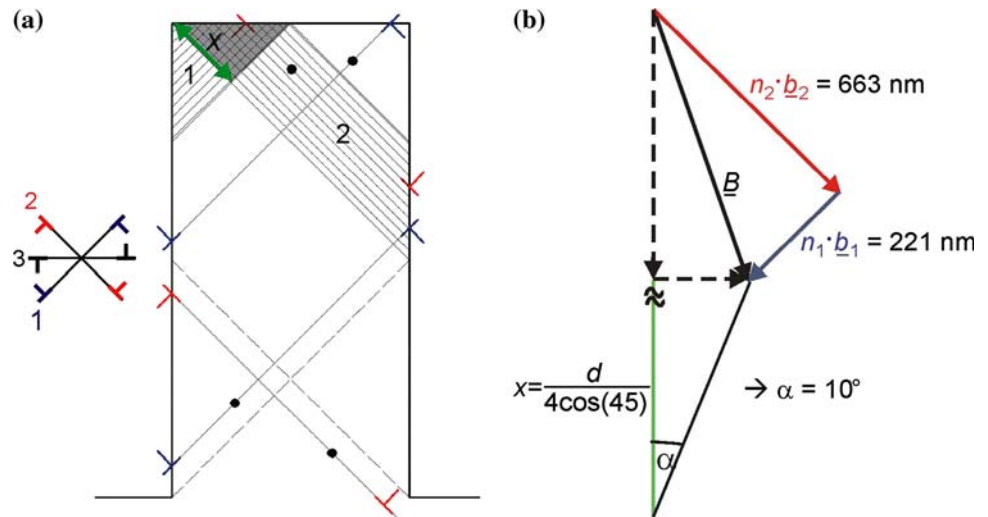 (a)
x
1
2
2
3
1
(b)
n₂·b₂ = 663 nm
B
n₁·b₁ = 221 nm
x=d/4cos(45)
→ α = 10°
α